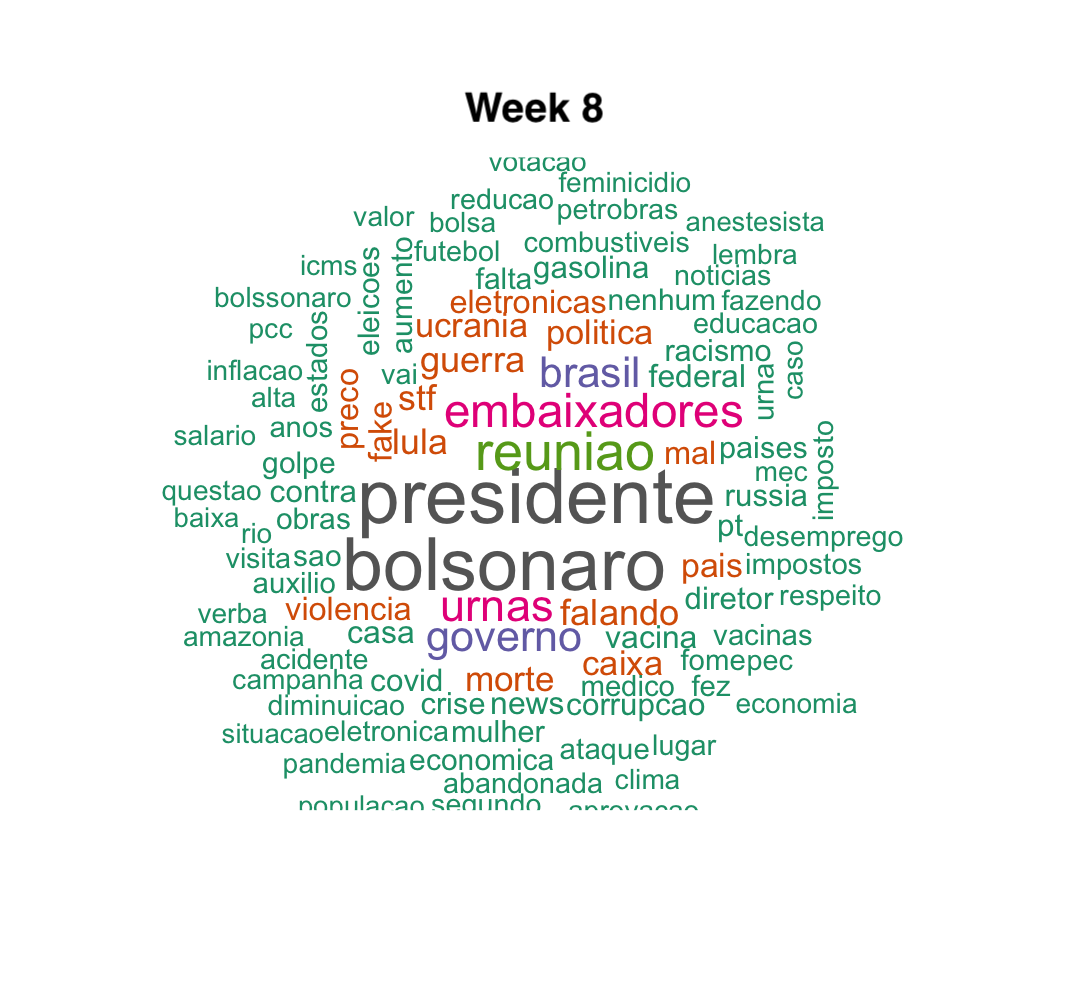 Week 8
votacao
feminicidio
reducao
petrobras
valor
bolsa
anestesista
futebol
combustiveis
lembra
icms
eleicoes
aumento
falta
gasolina
noticias
bolssonaro
eletronicas
nenhum
fazendo
pcc
estados
ucrania
politica
educacao
racismo
inflacao
vai
guerra
brasil
federal
urna
caso
alta
preco
stf
embaixadores
salario
anos
fake
lula
reuniao
mal
paises
golpe
mec
imposto
questao
contra
presidente
russia
baixa
rio
obras
pt
desemprego
visita
sao
bolsonaro
pais
impostos
auxilio
verba
violencia
urnas
falando
diretor
respeito
amazonia
casa
governo
vacina
vacinas
acidente
caixa
fomepec
campanha
covid
morte
medico
fez
diminuicao
crise
news
corrupcao
economia
situacao
eletronica
mulher
pandemia
economica
ataque
lugar
abandonada
clima
populacao
segundo
aprovacao